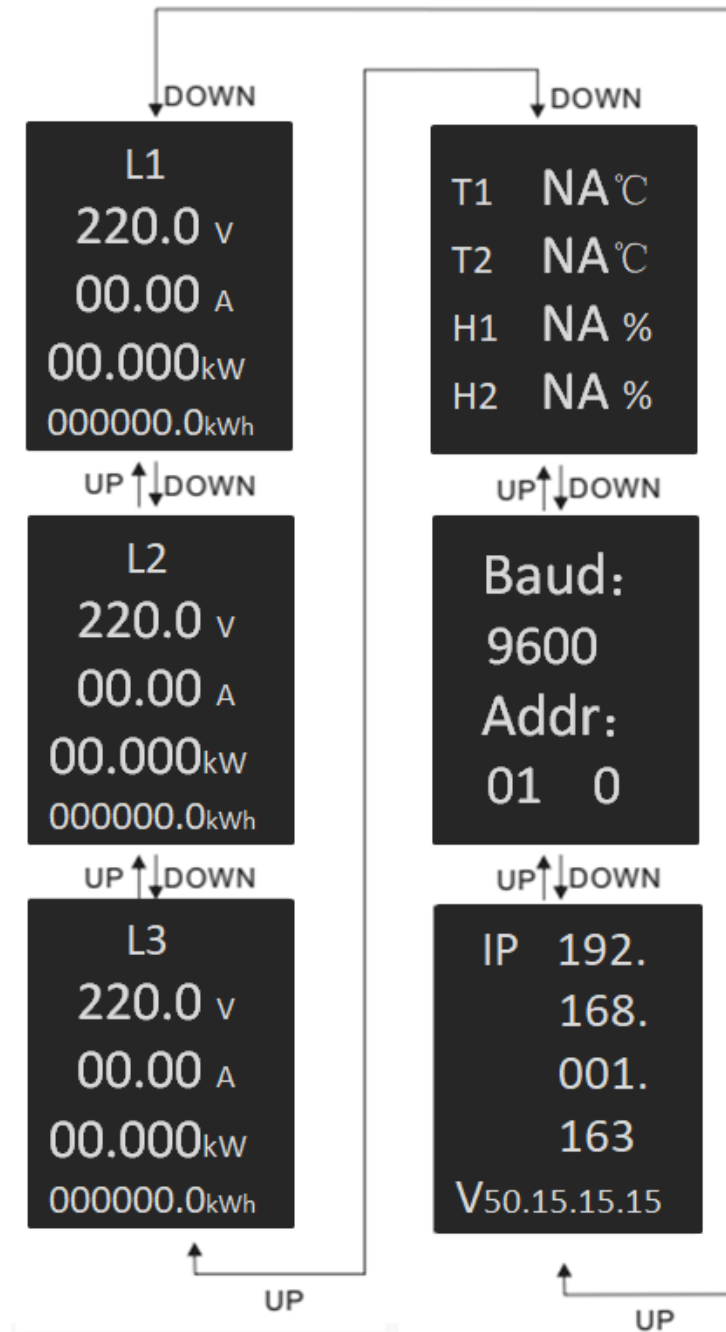 DOWN
L1
220.0 V
00.00 A
00.000kW
000000.0kWh
UP DOWN
L2
220.0 V
00.00 A
00.000kW
000000.0kWh
UP DOWN
L3
220.0 V
00.00 A
00.000kW
000000.0kWh
UP
DOWN
T1 NA℃
T2 NA℃
H1 NA %
H2 NA %
UP DOWN
Baud：
9600
Addr：
01 0
UP DOWN
IP 192.
168.
001.
163
V50.15.15.15
UP